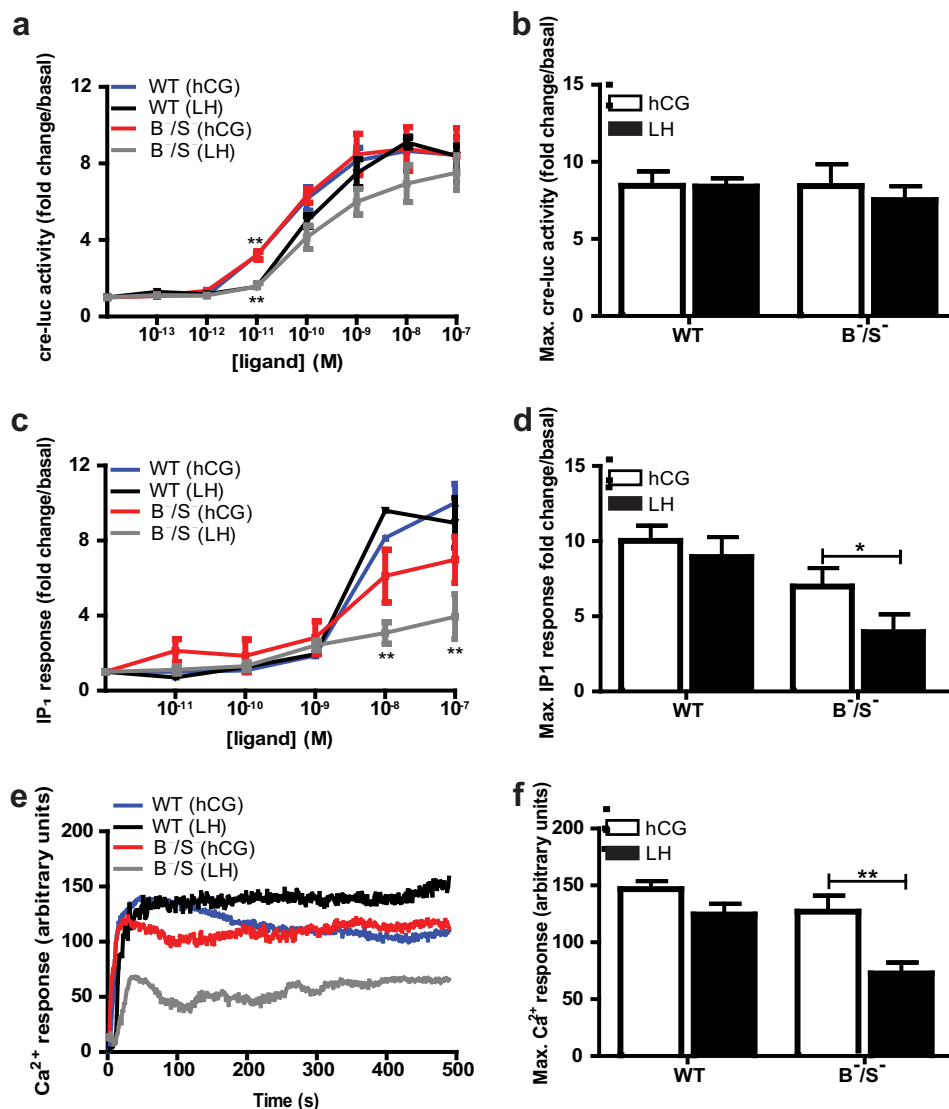 a
cre-luc activity (fold change/basal)
12
8
4
0
WT (hCG)
WT (LH)
B⁻/S⁻(hCG)
B⁻/S⁻(LH)
**
**
10⁻¹³ 10⁻¹² 10⁻¹¹ 10⁻¹⁰ 10⁻⁹ 10⁻⁸ 10⁻⁷
[ligand] (M)
b
Max. cre-luc activity (fold change/basal)
15
10
5
0
hCG
LH
WT B⁻/S⁻
c
IP₁ response (fold change/basal)
12
8
4
0
WT (hCG)
WT (LH)
B⁻/S⁻(hCG)
B⁻/S⁻(LH)
** **
10⁻¹¹ 10⁻¹⁰ 10⁻⁹ 10⁻⁸ 10⁻⁷
[ligand] (M)
d
Max. IP1 response fold change/basal)
15
10
5
0
hCG
LH
*
WT B⁻/S⁻
e
Ca²⁺ response (arbitrary units)
200
150
100
50
0
WT (hCG)
WT (LH)
B⁻/S⁻(hCG)
B⁻/S⁻(LH)
0 100 200 300 400 500
Time (s)
f
Max. Ca²⁺ response (arbitrary units)
200
150
100
50
0
hCG
LH
**
WT B⁻/S⁻